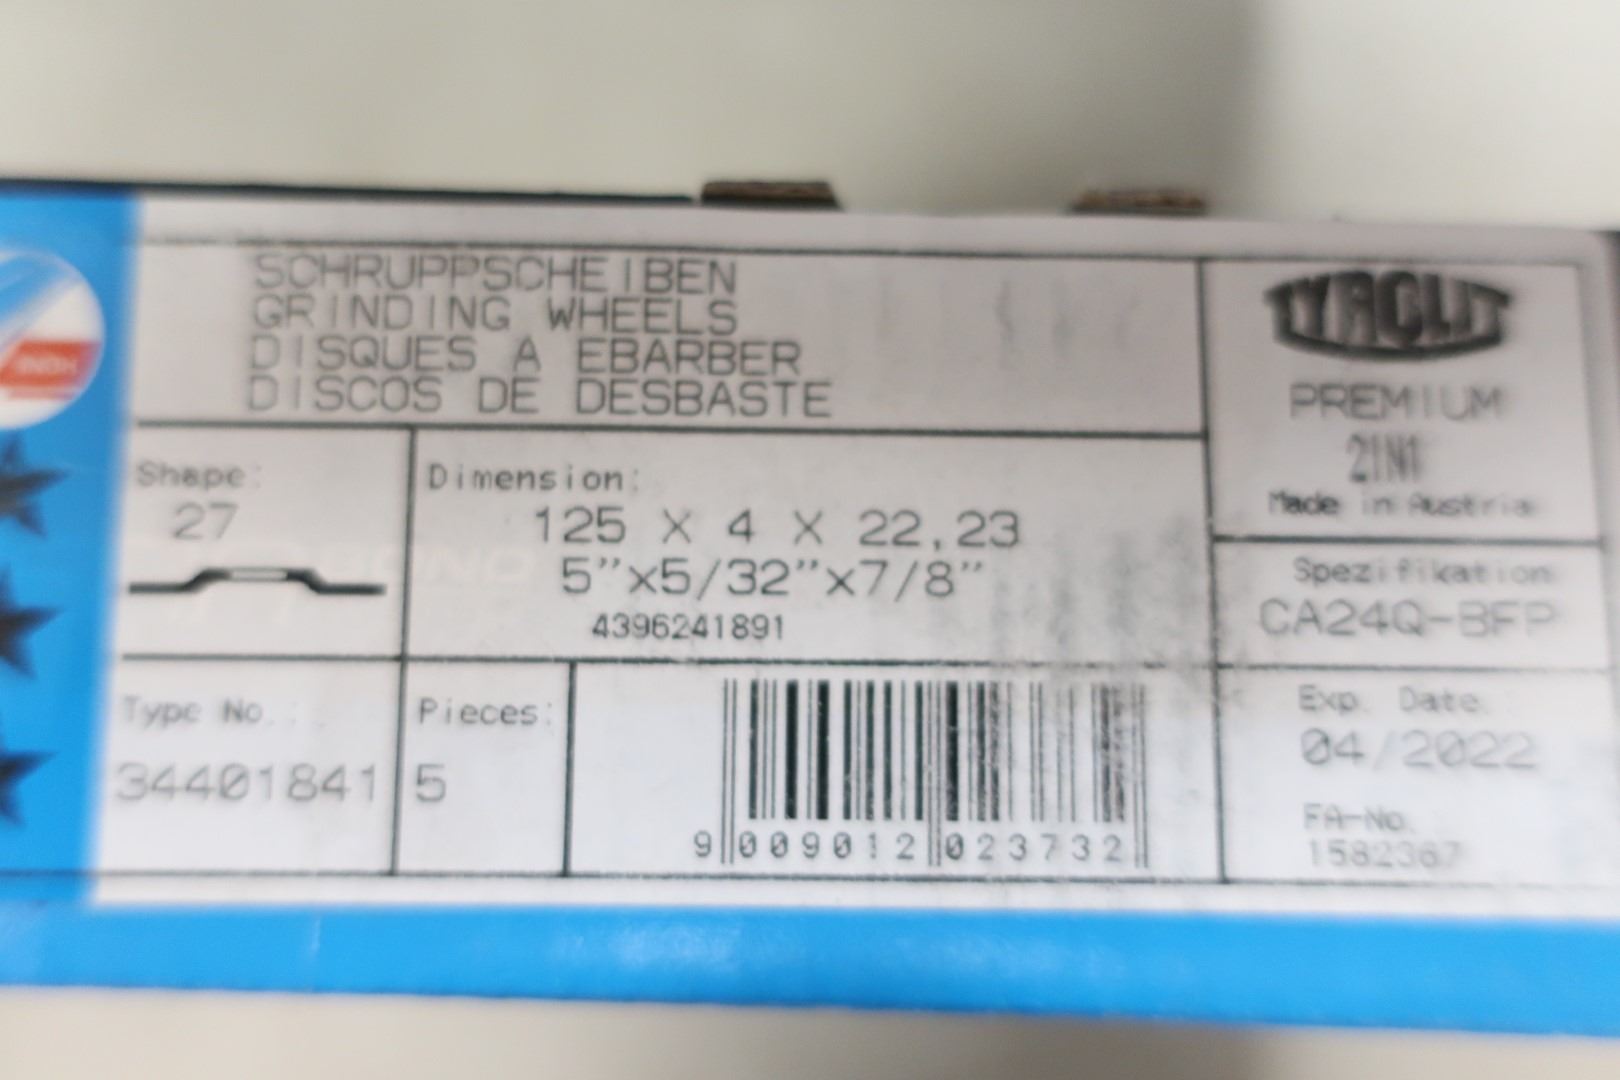 SCHRUPPSCHEIBEN
GRINDING WHEELS
DISQUES A EBARBER
DISCOS DE DESBASTE
TYROLIT
PREMIUM
2IN1
Made in Austria
Shape:
27
Dimension:
125 X 4 X 22,23
5"x5/32"x7/8"
4396241891
Spezifikation
CA24Q-BFP
Type No.:
34401841
Pieces:
5
9 009012 023732
Exp. Date.
04/2022
FA-No.
1582367